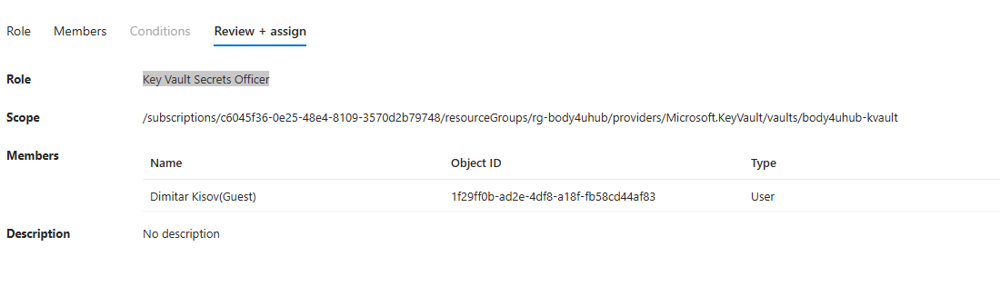 Role Members Conditions Review + assign
Role Key Vault Secrets Officer
Scope /subscriptions/c6045f36-0e25-48e4-8109-3570d2b79748/resourceGroups/rg-body4uhub/providers/Microsoft.KeyVault/vaults/body4uhub-kvault
Members
Name Object ID Type
Dimitar Kisov(Guest) 1f29ff0b-ad2e-4df8-a18f-fb58cd44af83 User
Description No description